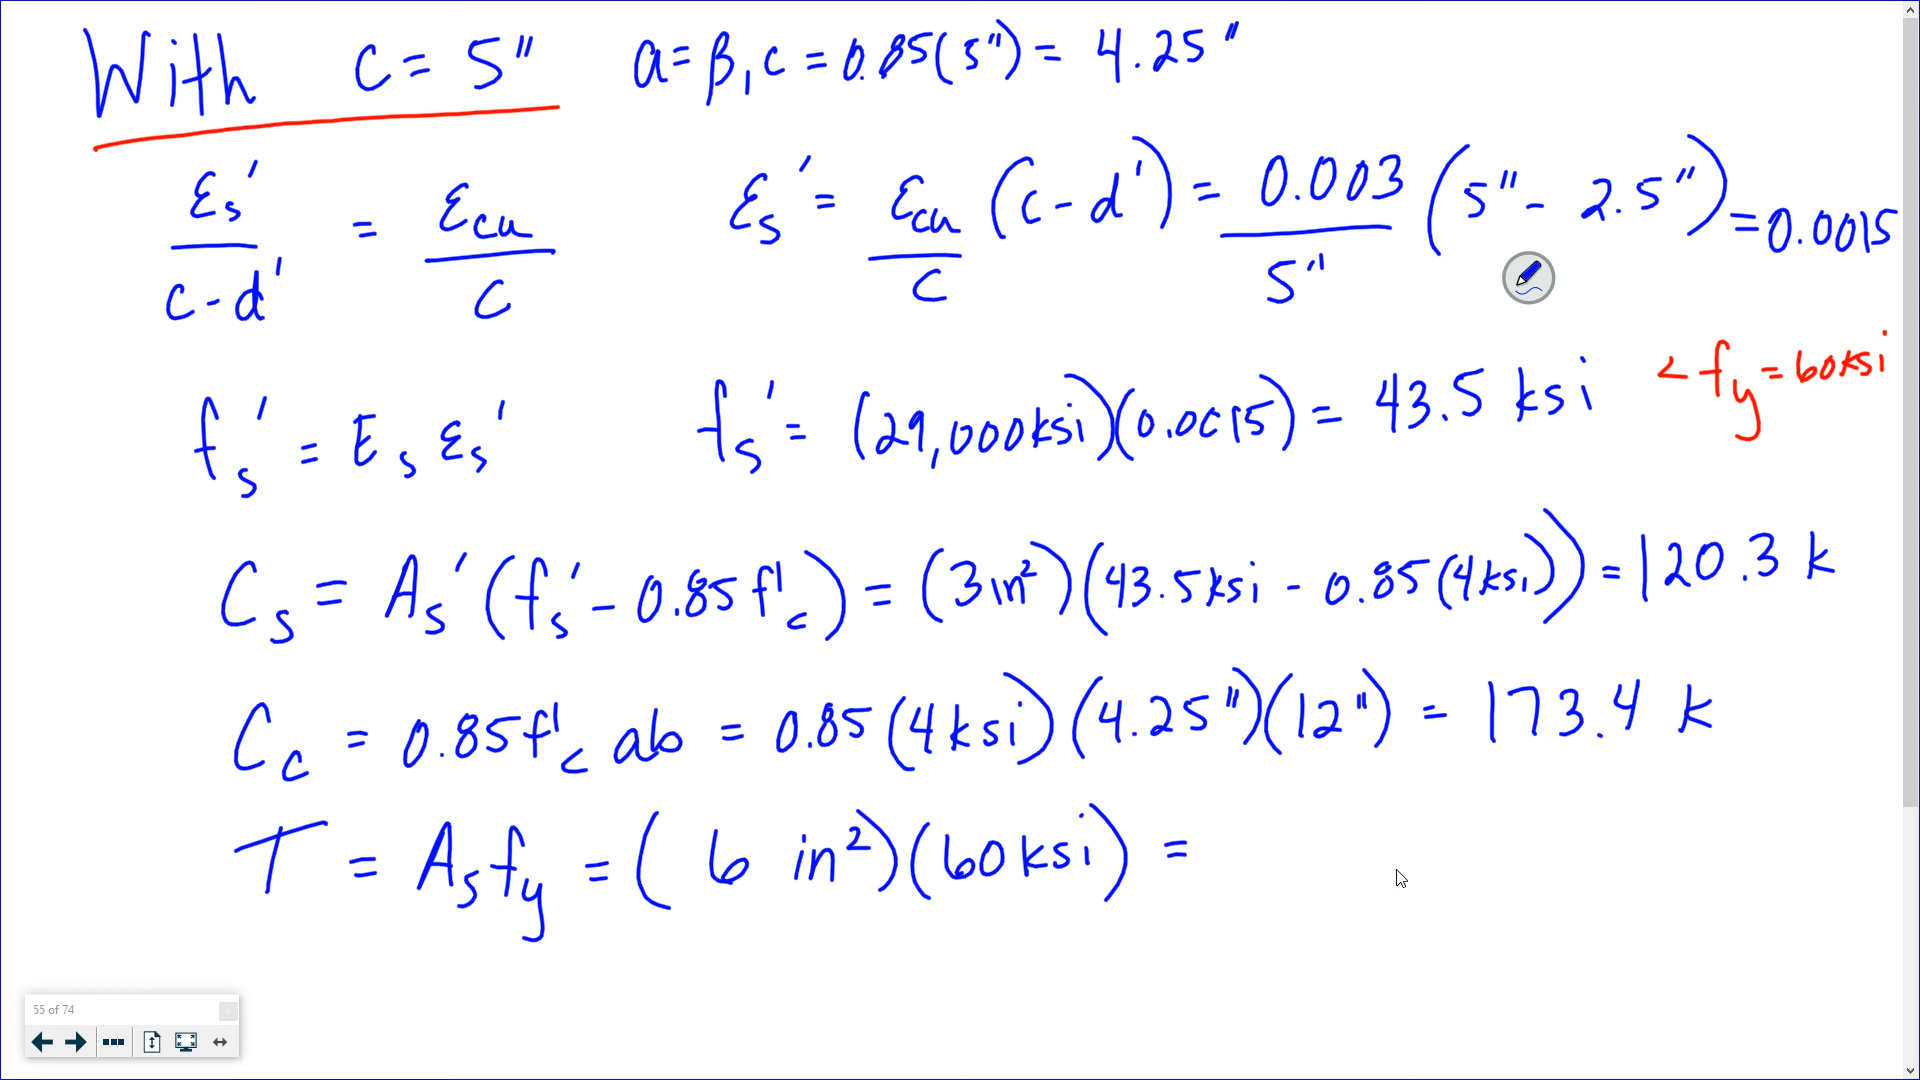 With c = 5" a = β₁c = 0.85(5") = 4.25"
εs' / (c-d') = εcu / c εs' = εcu / c (c-d') = 0.003 / 5" (5" - 2.5") = 0.0015
fs' = Es εs' fs' = (29,000ksi)(0.0015) = 43.5 ksi < fy = 60ksi
Cs = As' (fs' - 0.85f'c) = (3in²)(43.5ksi - 0.85(4ksi)) = 120.3 k
Cc = 0.85f'c ab = 0.85(4ksi)(4.25")(12") = 173.4 k
T = As fy = (6 in²)(60ksi) =
55 of 74